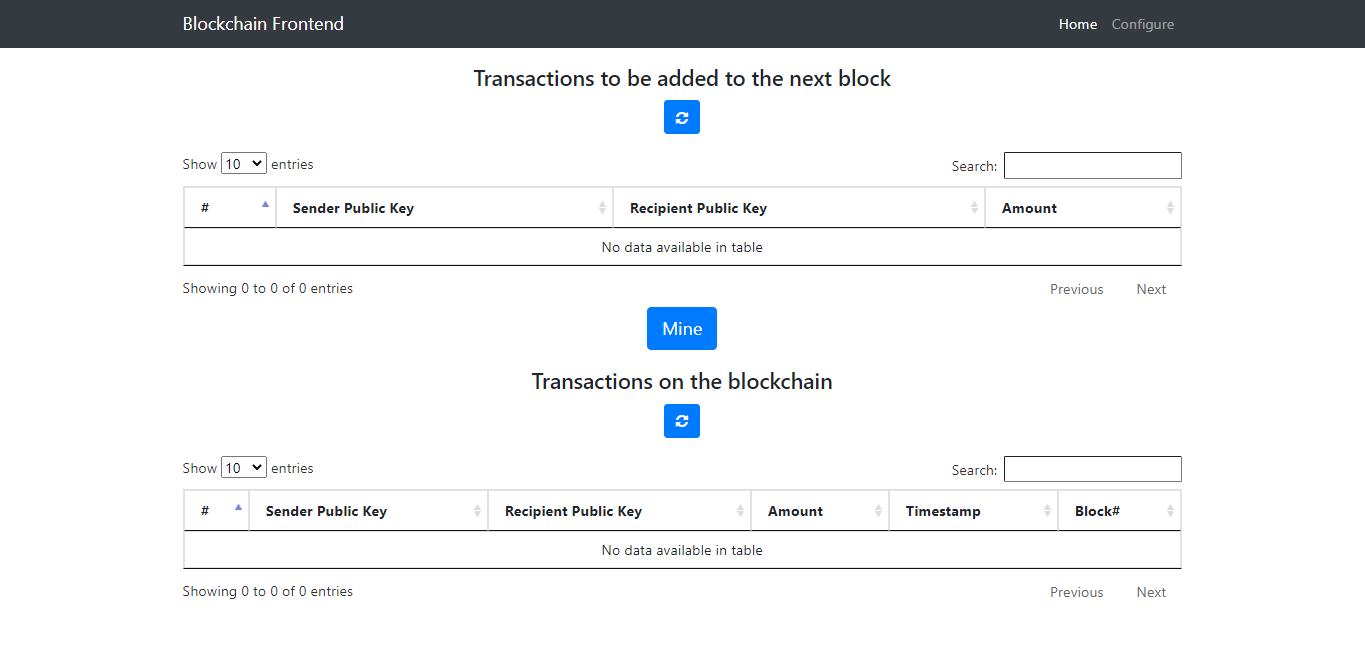 Blockchain Frontend Home Configure
Transactions to be added to the next block
Show 10 entries Search:
# Sender Public Key Recipient Public Key Amount
No data available in table
Showing 0 to 0 of 0 entries Previous Next
Mine
Transactions on the blockchain
Show 10 entries Search:
# Sender Public Key Recipient Public Key Amount Timestamp Block#
No data available in table
Showing 0 to 0 of 0 entries Previous Next